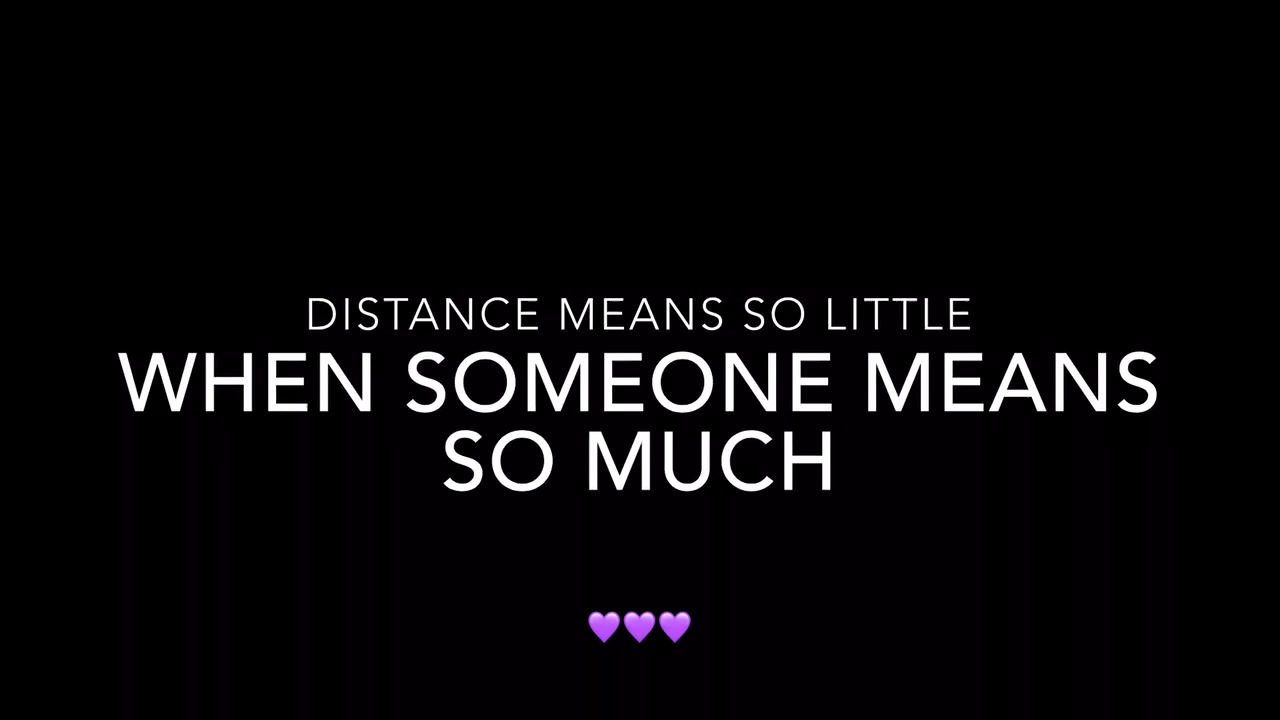 DISTANCE MEANS SO LITTLE
WHEN SOMEONE MEANS
SO MUCH
💜💜💜